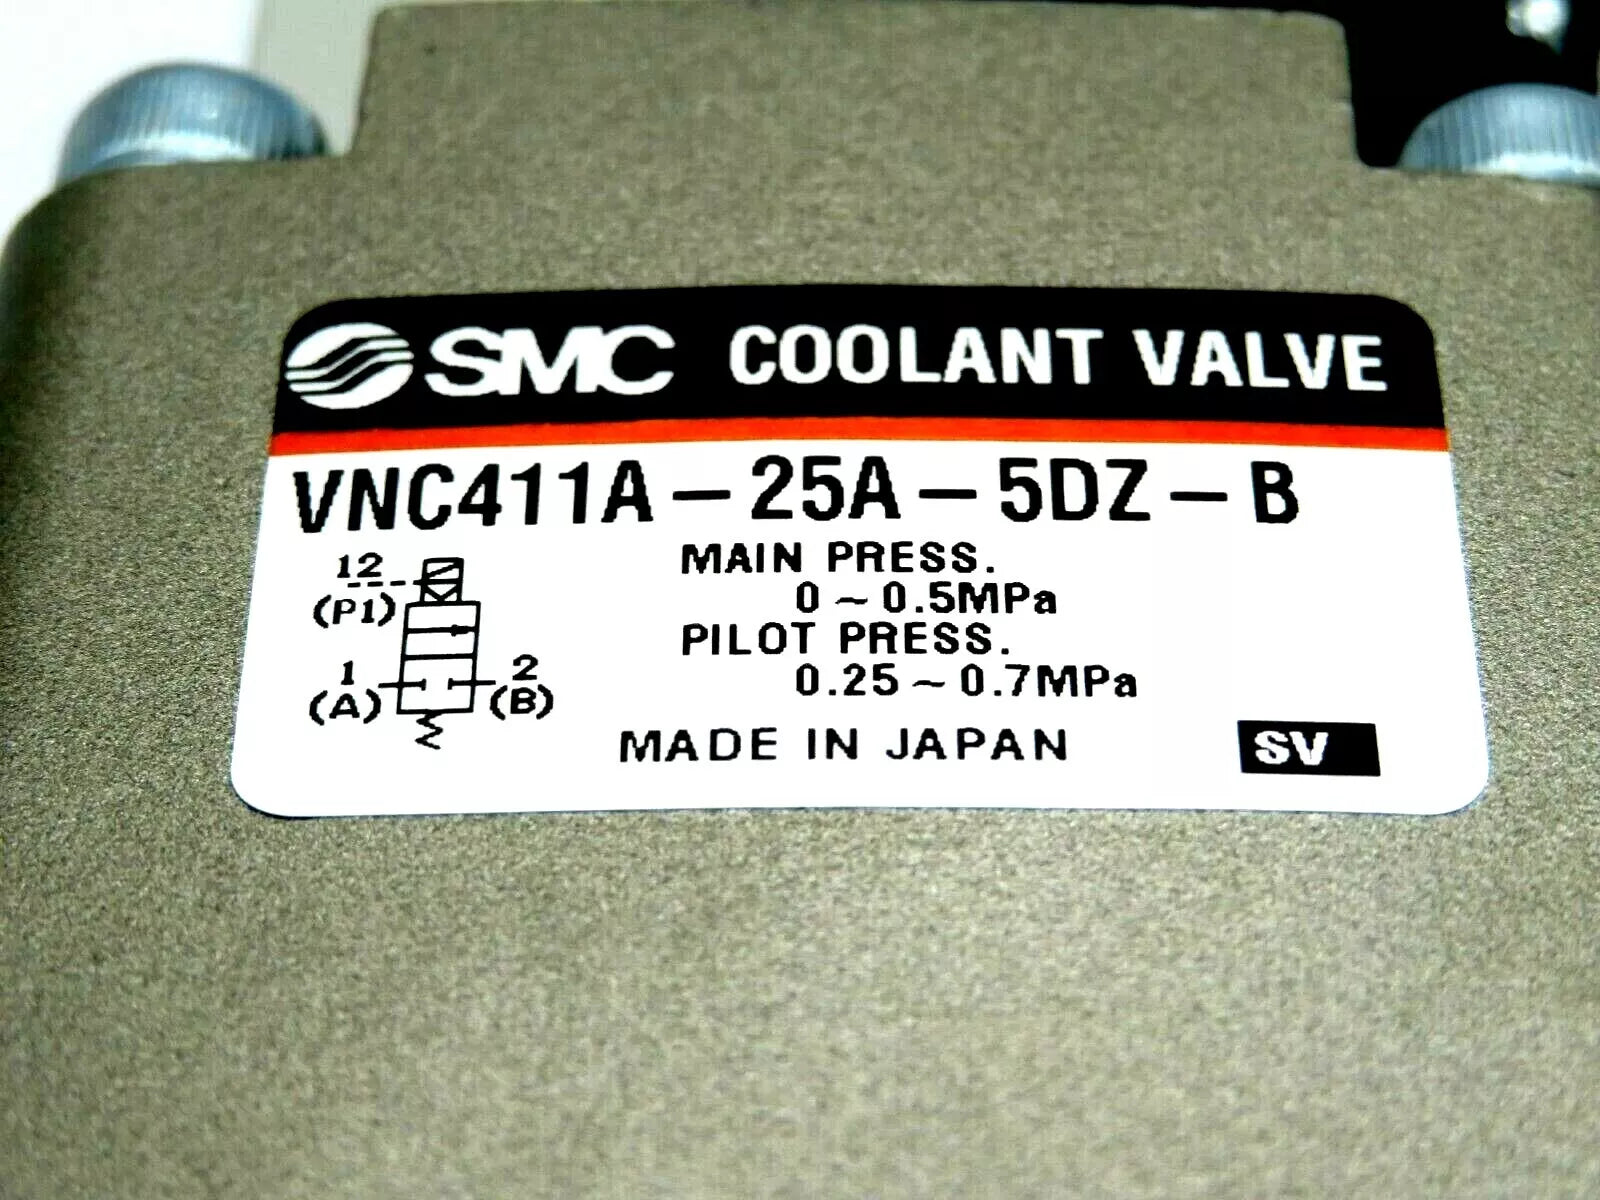 SMC COOLANT VALVE
VNC411A-25A-5DZ-B
12
(P1)
1
(A)
2
(B)
MAIN PRESS.
0~0.5MPa
PILOT PRESS.
0.25~0.7MPa
MADE IN JAPAN
SV